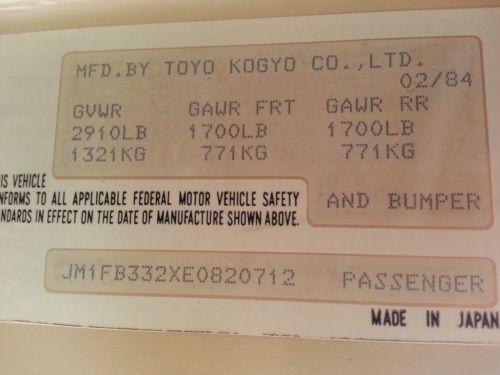 MFD.BY TOYO KOGYO CO.,LTD.
02/84
GVWR GAWR FRT GAWR RR
2910LB 1700LB 1700LB
1321KG 771KG 771KG
IS VEHICLE
NFORMS TO ALL APPLICABLE FEDERAL MOTOR VEHICLE SAFETY
AND BUMPER
NDARDS IN EFFECT ON THE DATE OF MANUFACTURE SHOWN ABOVE.
JM1FB332XE0820712 PASSENGER
MADE IN JAPAN